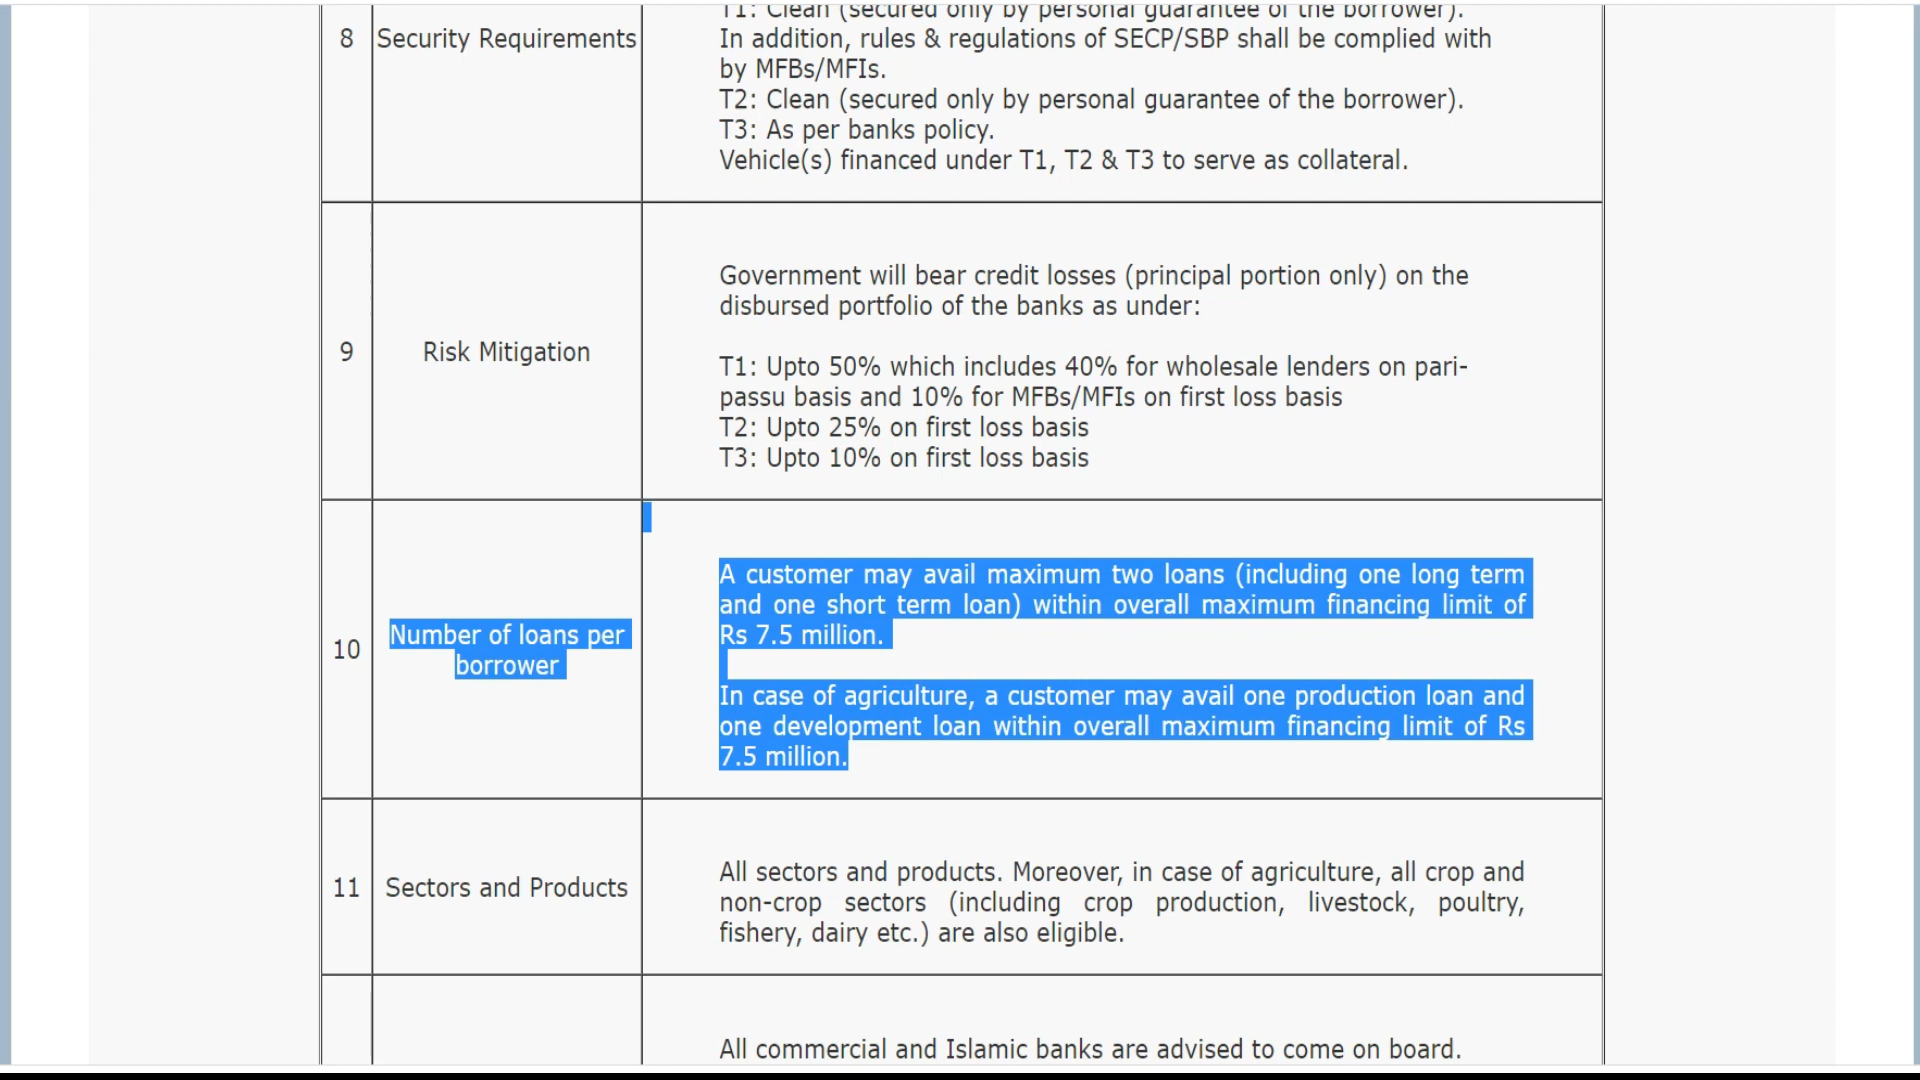 T1: Clean (secured only by personal guarantee of the borrower).
8
Security Requirements
In addition, rules & regulations of SECP/SBP shall be complied with
by MFBs/MFIs.
T2: Clean (secured only by personal guarantee of the borrower).
T3: As per banks policy.
Vehicle(s) financed under T1, T2 & T3 to serve as collateral.
9
Risk Mitigation
Government will bear credit losses (principal portion only) on the
disbursed portfolio of the banks as under:
T1: Upto 50% which includes 40% for wholesale lenders on pari-
passu basis and 10% for MFBs/MFIs on first loss basis
T2: Upto 25% on first loss basis
T3: Upto 10% on first loss basis
10
Number of loans per
borrower
A customer may avail maximum two loans (including one long term
and one short term loan) within overall maximum financing limit of
Rs 7.5 million.
In case of agriculture, a customer may avail one production loan and
one development loan within overall maximum financing limit of Rs
7.5 million.
11
Sectors and Products
All sectors and products. Moreover, in case of agriculture, all crop and
non-crop sectors (including crop production, livestock, poultry,
fishery, dairy etc.) are also eligible.
All commercial and Islamic banks are advised to come on board.